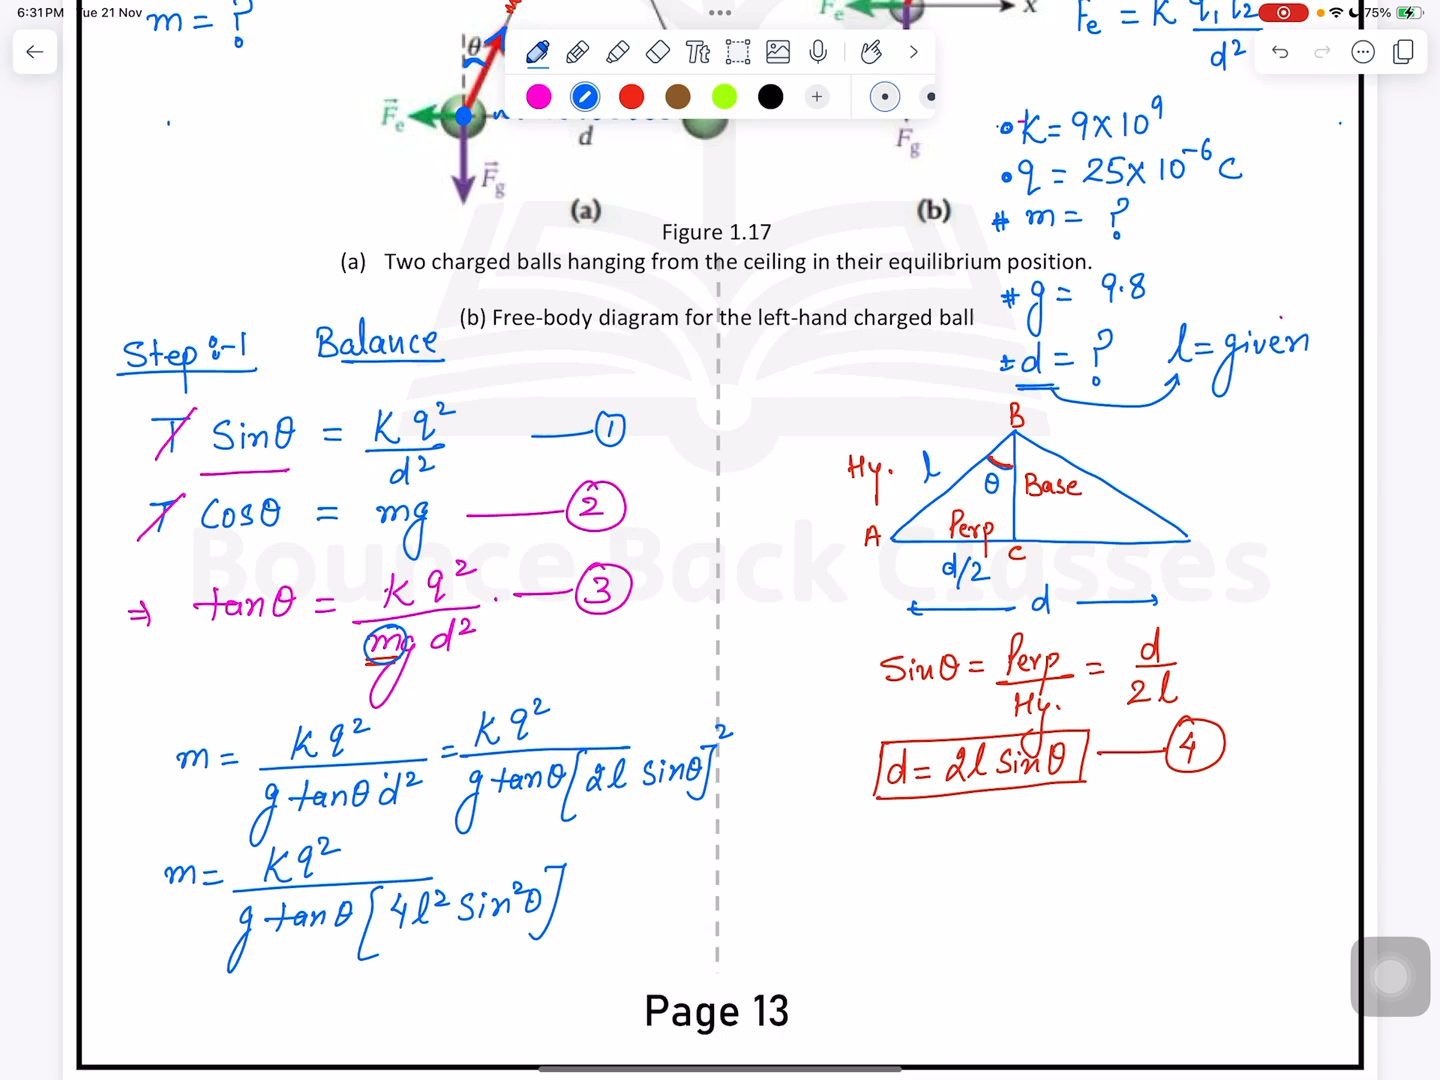 6:31PM Tue 21 Nov
75%
m = ?
Tt
θ
F⃗e
F⃗g
d
Fe
x
Fg
Fe = K q1 q2 / d²
• K = 9×10⁹
• q = 25×10⁻⁶ C
# m = ?
(a)
(b)
Figure 1.17
(a) Two charged balls hanging from the ceiling in their equilibrium position.
# g = 9.8
(b) Free-body diagram for the left-hand charged ball
± d = ? l = given
Step :-1 Balance
T Sinθ = K q² / d² — ①
T Cosθ = mg — ②
⇒ tanθ = K q² / mg d² . — ③
m = K q² / g tanθ d² = K q² / g tanθ [2l sinθ]²
m = K q² / g tanθ [4l² Sin²θ]
B
Hy. l
θ Base
A Perp C
d/2
d
Sinθ = Perp / Hy. = d / 2l
d = 2l Sinθ — ④
Bounce Back Classes
Page 13